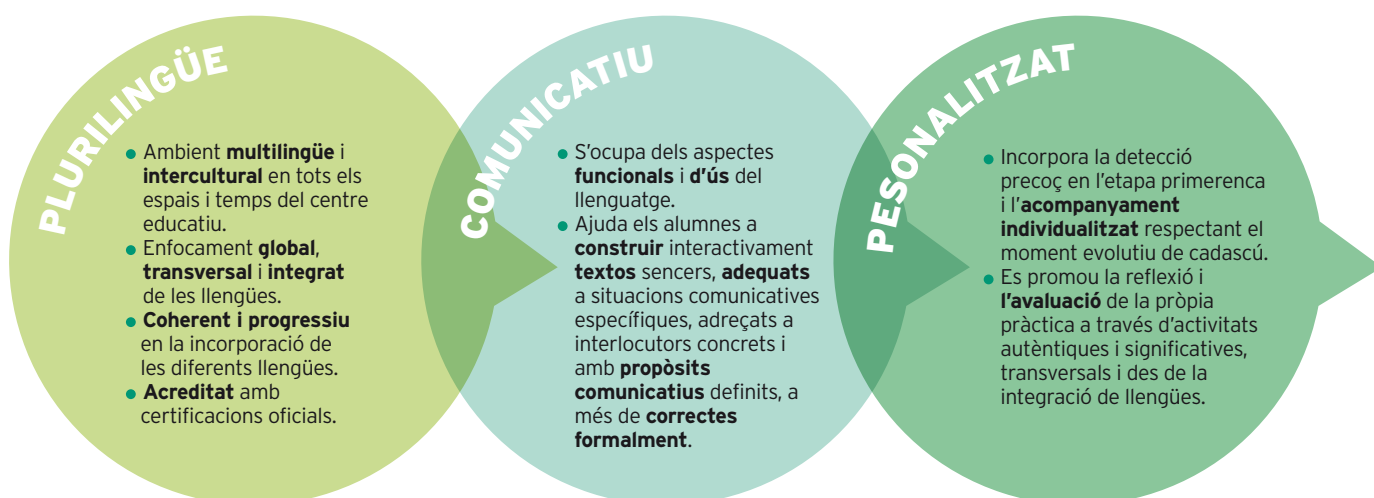 PLURILINGÜE
● Ambient multilingüe i
intercultural en tots els
espais i temps del centre
educatiu.
● Enfocament global,
transversal i integrat
de les llengües.
● Coherent i progressiu
en la incorporació de
les diferents llengües.
● Acreditat amb
certificacions oficials.
COMUNICATIU
● S'ocupa dels aspectes
funcionals i d'ús del
llenguatge.
● Ajuda els alumnes a
construir interactivament
textos sencers, adequats
a situacions comunicatives
específiques, adreçats a
interlocutors concrets i
amb propòsits
comunicatius definits, a
més de correctes
formalment.
PESONALITZAT
● Incorpora la detecció
precoç en l'etapa primerenca
i l'acompanyament
individualitzat respectant el
moment evolutiu de cadascú.
● Es promou la reflexió i
l'avaluació de la pròpia
pràctica a través d'activitats
autèntiques i significatives,
transversals i des de la
integració de llengües.